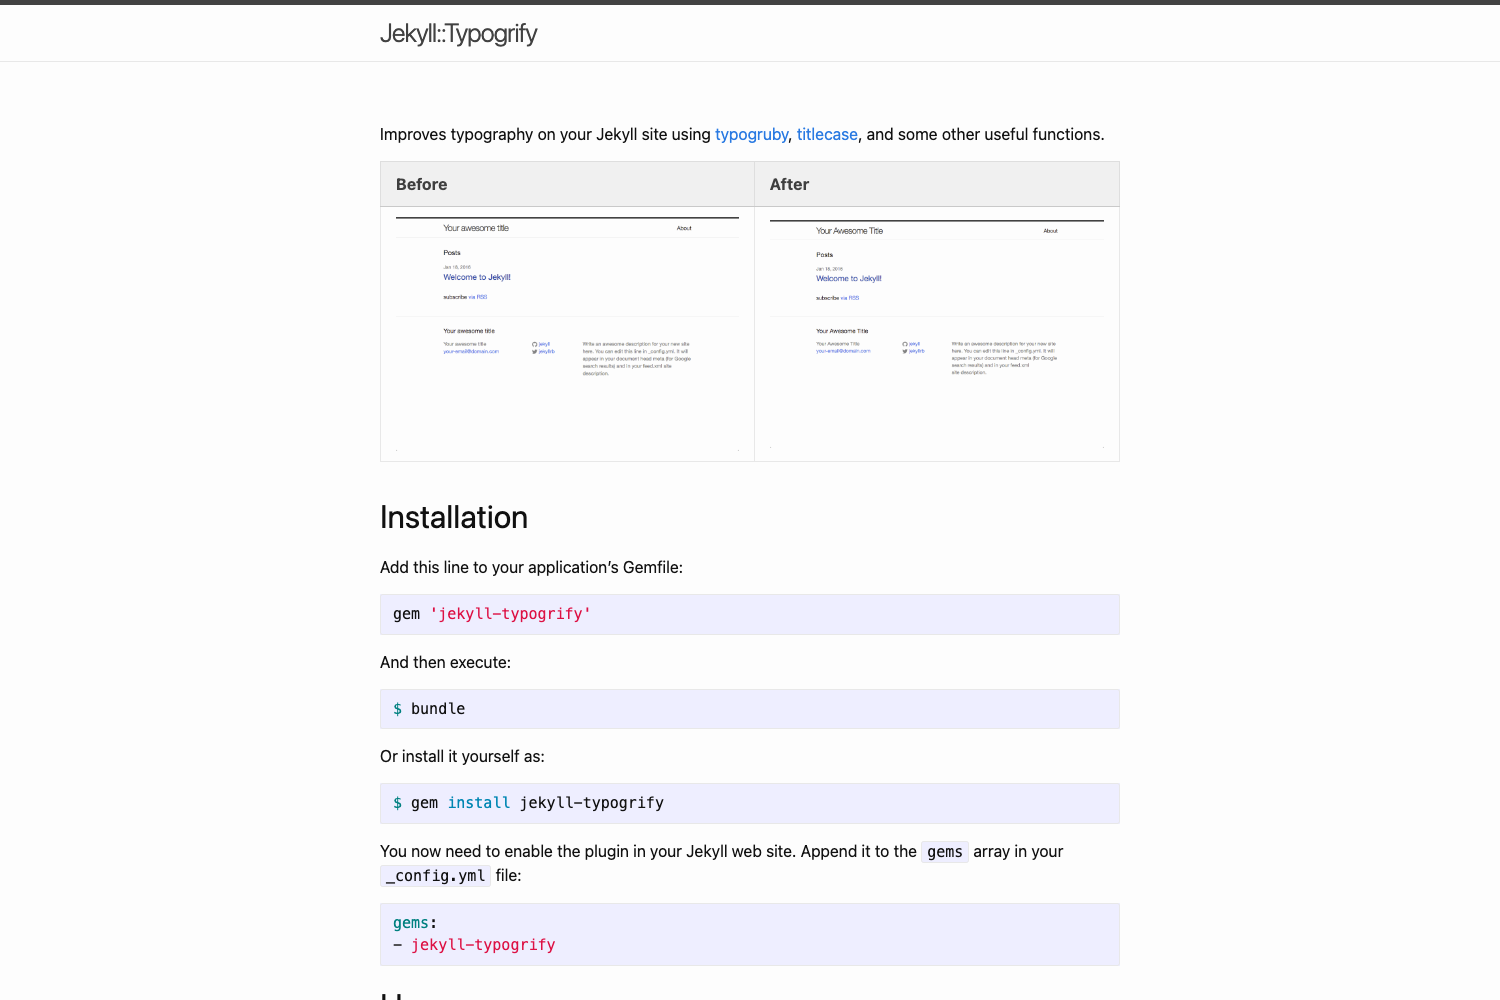 Jekyll::Typogrify
Improves typography on your Jekyll site using typogruby, titlecase, and some other useful functions.
Before
After
Your awesome title
About
Posts
Jan 18, 2016
Welcome to Jekyll!
subscribe via RSS
Your awesome title
Your awesome title
your-email@domain.com
jekyll
jekyllrb
Write an awesome description for your new site
here. You can edit this line in _config.yml. It will
appear in your document head meta (for Google
search results) and in your feed.xml site
description.
Your Awesome Title
About
Posts
Jan 18, 2016
Welcome to Jekyll!
subscribe via RSS
Your Awesome Title
Your Awesome Title
your-email@domain.com
jekyll
jekyllrb
Write an awesome description for your new site
here. You can edit this line in _config.yml. It will
appear in your document head meta (for Google
search results) and in your feed.xml
site description.
Installation
Add this line to your application’s Gemfile:
gem 'jekyll-typogrify'
And then execute:
$ bundle
Or install it yourself as:
$ gem install jekyll-typogrify
You now need to enable the plugin in your Jekyll web site. Append it to the gems array in your
_config.yml file:
gems:
- jekyll-typogrify